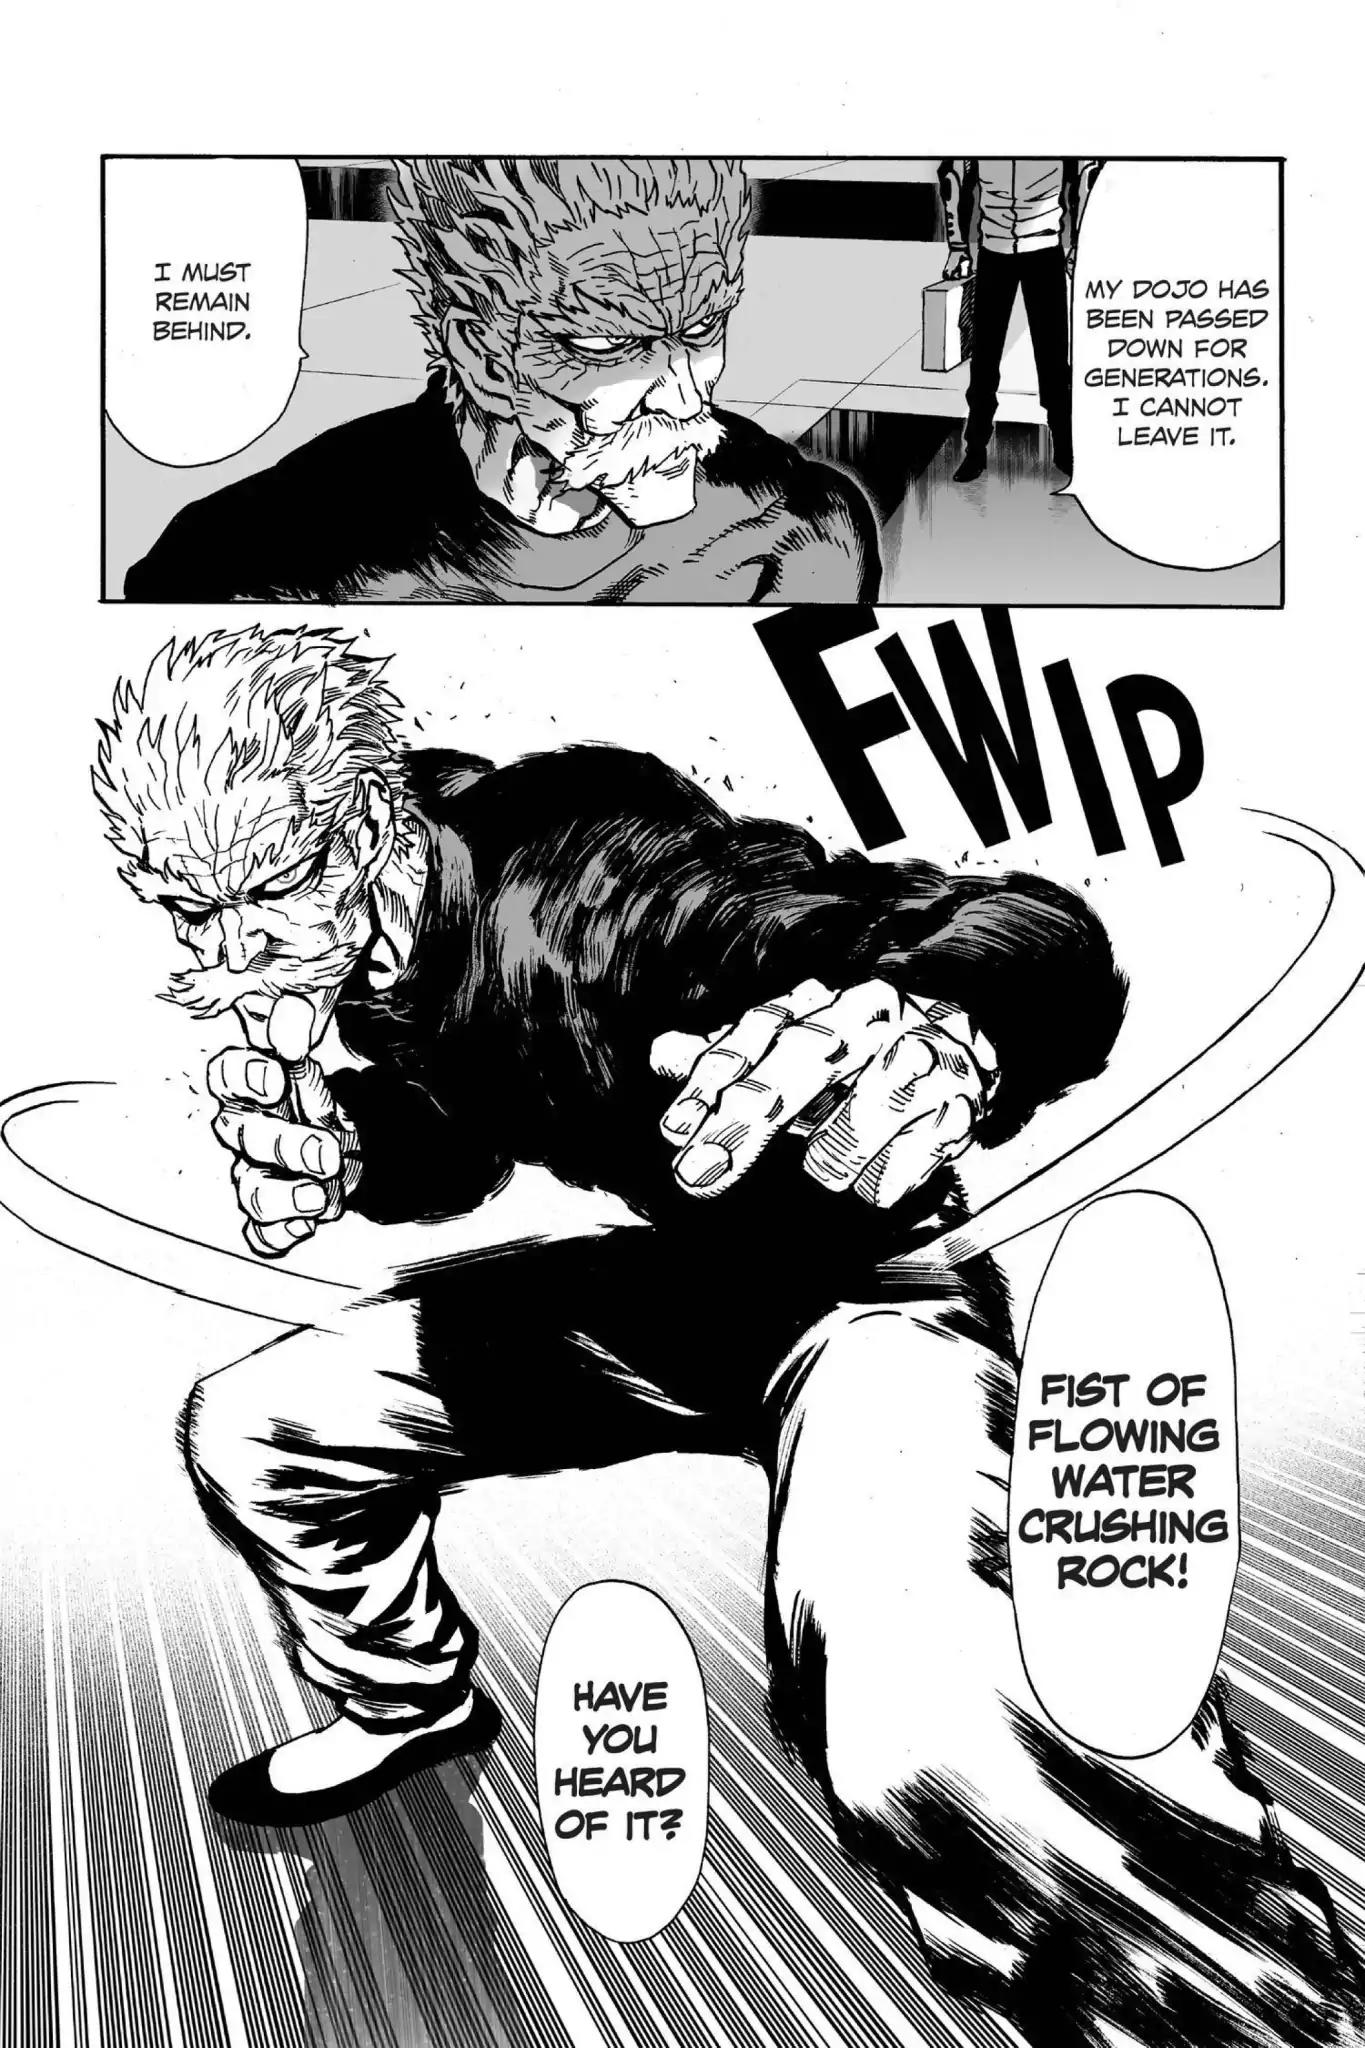 MY DOJO HAS
BEEN PASSED
DOWN FOR
GENERATIONS.
I CANNOT
LEAVE IT.
I MUST
REMAIN
BEHIND.
FWIP
FIST OF
FLOWING
WATER
CRUSHING
ROCK!
HAVE
YOU
HEARD
OF IT?